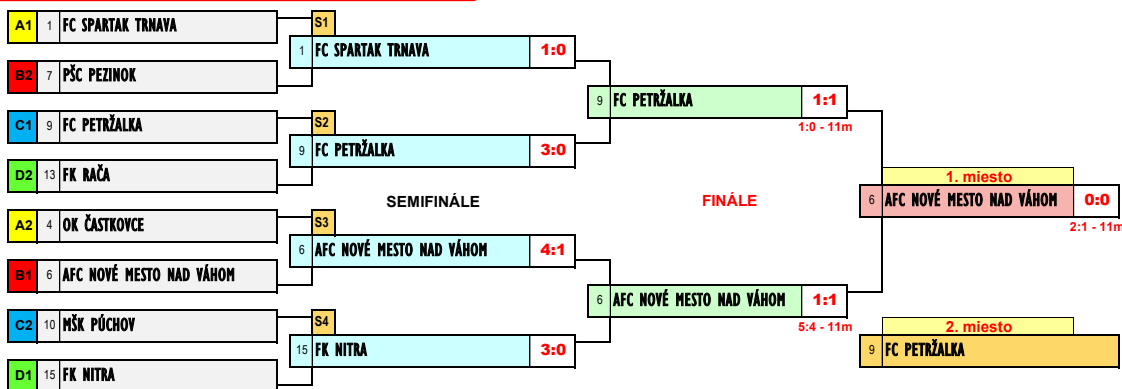 A1 1 FC SPARTAK TRNAVA
B2 7 PŠC PEZINOK
C1 9 FC PETRŽALKA
D2 13 FK RAČA
A2 4 OK ČASTKOVCE
B1 6 AFC NOVÉ MESTO NAD VÁHOM
C2 10 MŠK PÚCHOV
D1 15 FK NITRA
S1
1 FC SPARTAK TRNAVA 1:0
S2
9 FC PETRŽALKA 3:0
SEMIFINÁLE
S3
6 AFC NOVÉ MESTO NAD VÁHOM 4:1
S4
15 FK NITRA 3:0
9 FC PETRŽALKA 1:1
1:0 - 11m
FINÁLE
6 AFC NOVÉ MESTO NAD VÁHOM 1:1
5:4 - 11m
1. miesto
6 AFC NOVÉ MESTO NAD VÁHOM 0:0
2:1 - 11m
2. miesto
9 FC PETRŽALKA